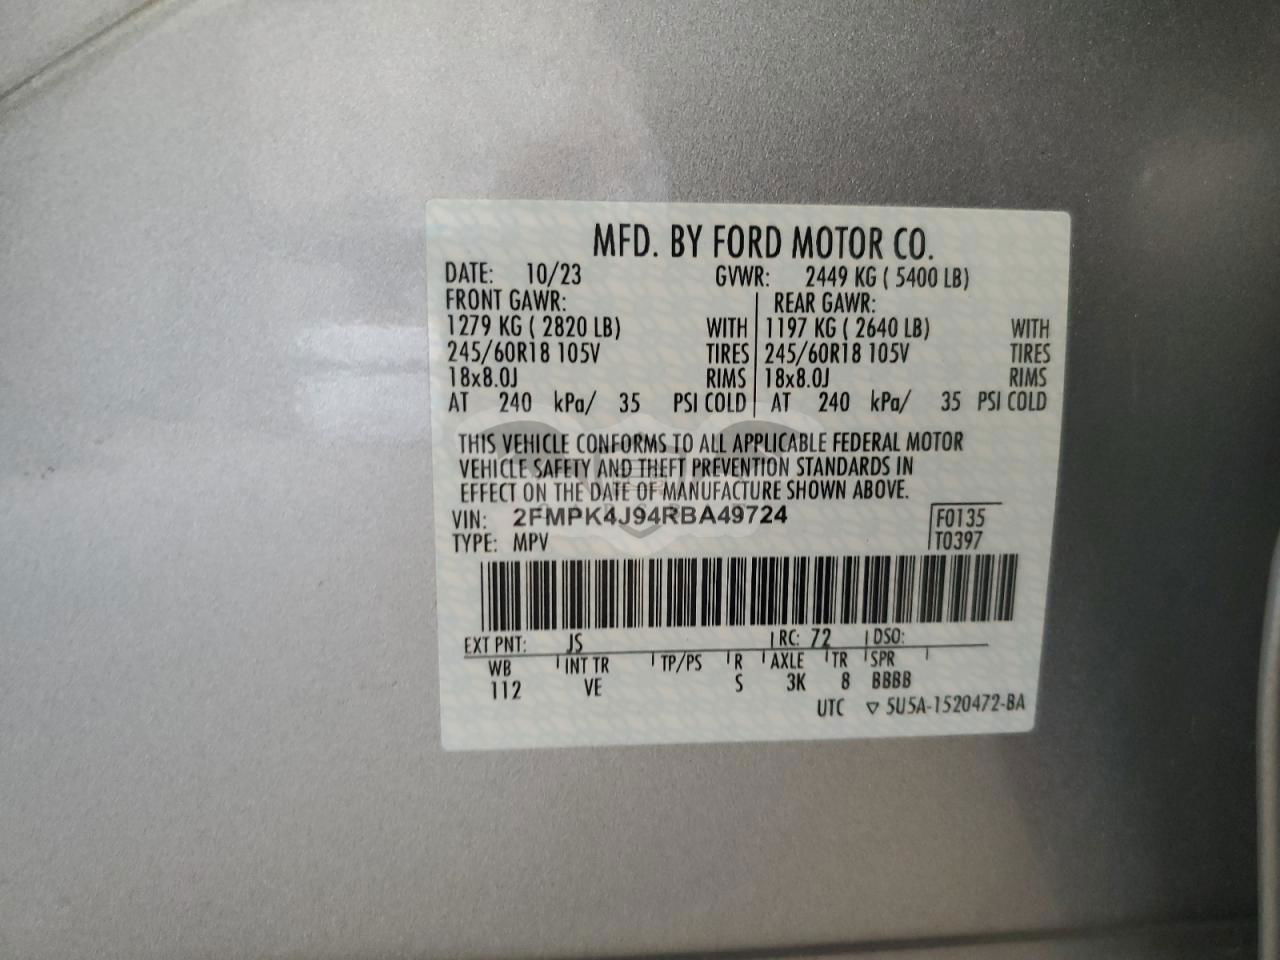 MFD. BY FORD MOTOR CO.
DATE: 10/23 GVWR: 2449 KG ( 5400 LB)
FRONT GAWR: REAR GAWR:
1279 KG ( 2820 LB) WITH 1197 KG ( 2640 LB) WITH
245/60R18 105V TIRES 245/60R18 105V TIRES
18x8.0J RIMS 18x8.0J RIMS
AT 240 kPa/ 35 PSI COLD AT 240 kPa/ 35 PSI COLD
THIS VEHICLE CONFORMS TO ALL APPLICABLE FEDERAL MOTOR
VEHICLE SAFETY AND THEFT PREVENTION STANDARDS IN
EFFECT ON THE DATE OF MANUFACTURE SHOWN ABOVE.
VIN: 2FMPK4J94RBA49724 F0135
TYPE: MPV T0397
EXT PNT: JS RC: 72 DSO:
WB INT TR TP/PS R AXLE TR SPR
112 VE S 3K 8 BBBB
UTC ▽ 5U5A-1520472-BA